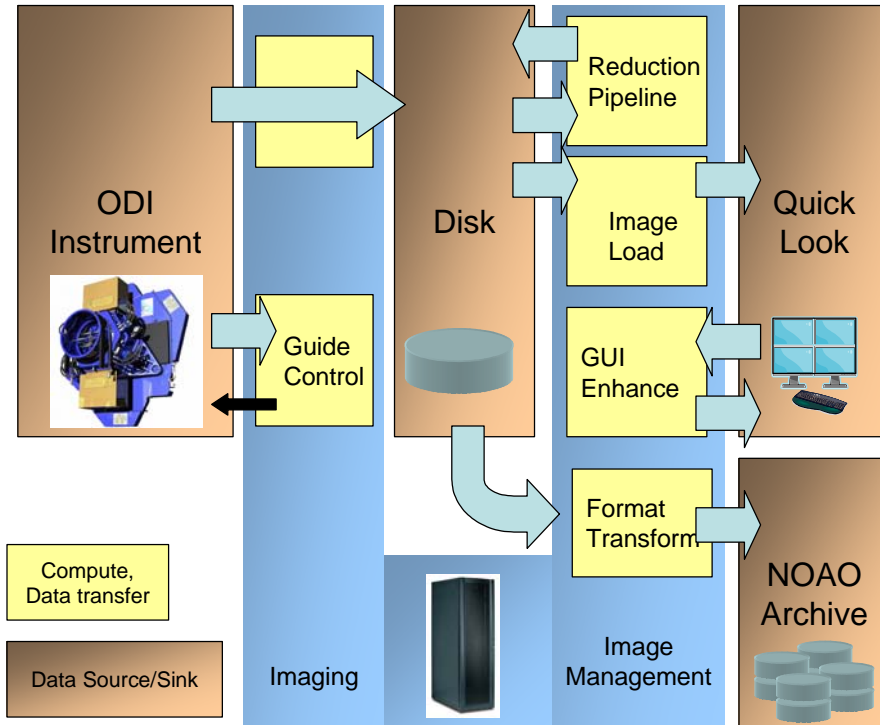 Reduction
Pipeline
ODI
Instrument
Disk
Image
Load
Quick
Look
Guide
Control
GUI
Enhance
Format
Transform
Compute,
Data transfer
NOAO
Archive
Data Source/Sink
Imaging
Image
Management